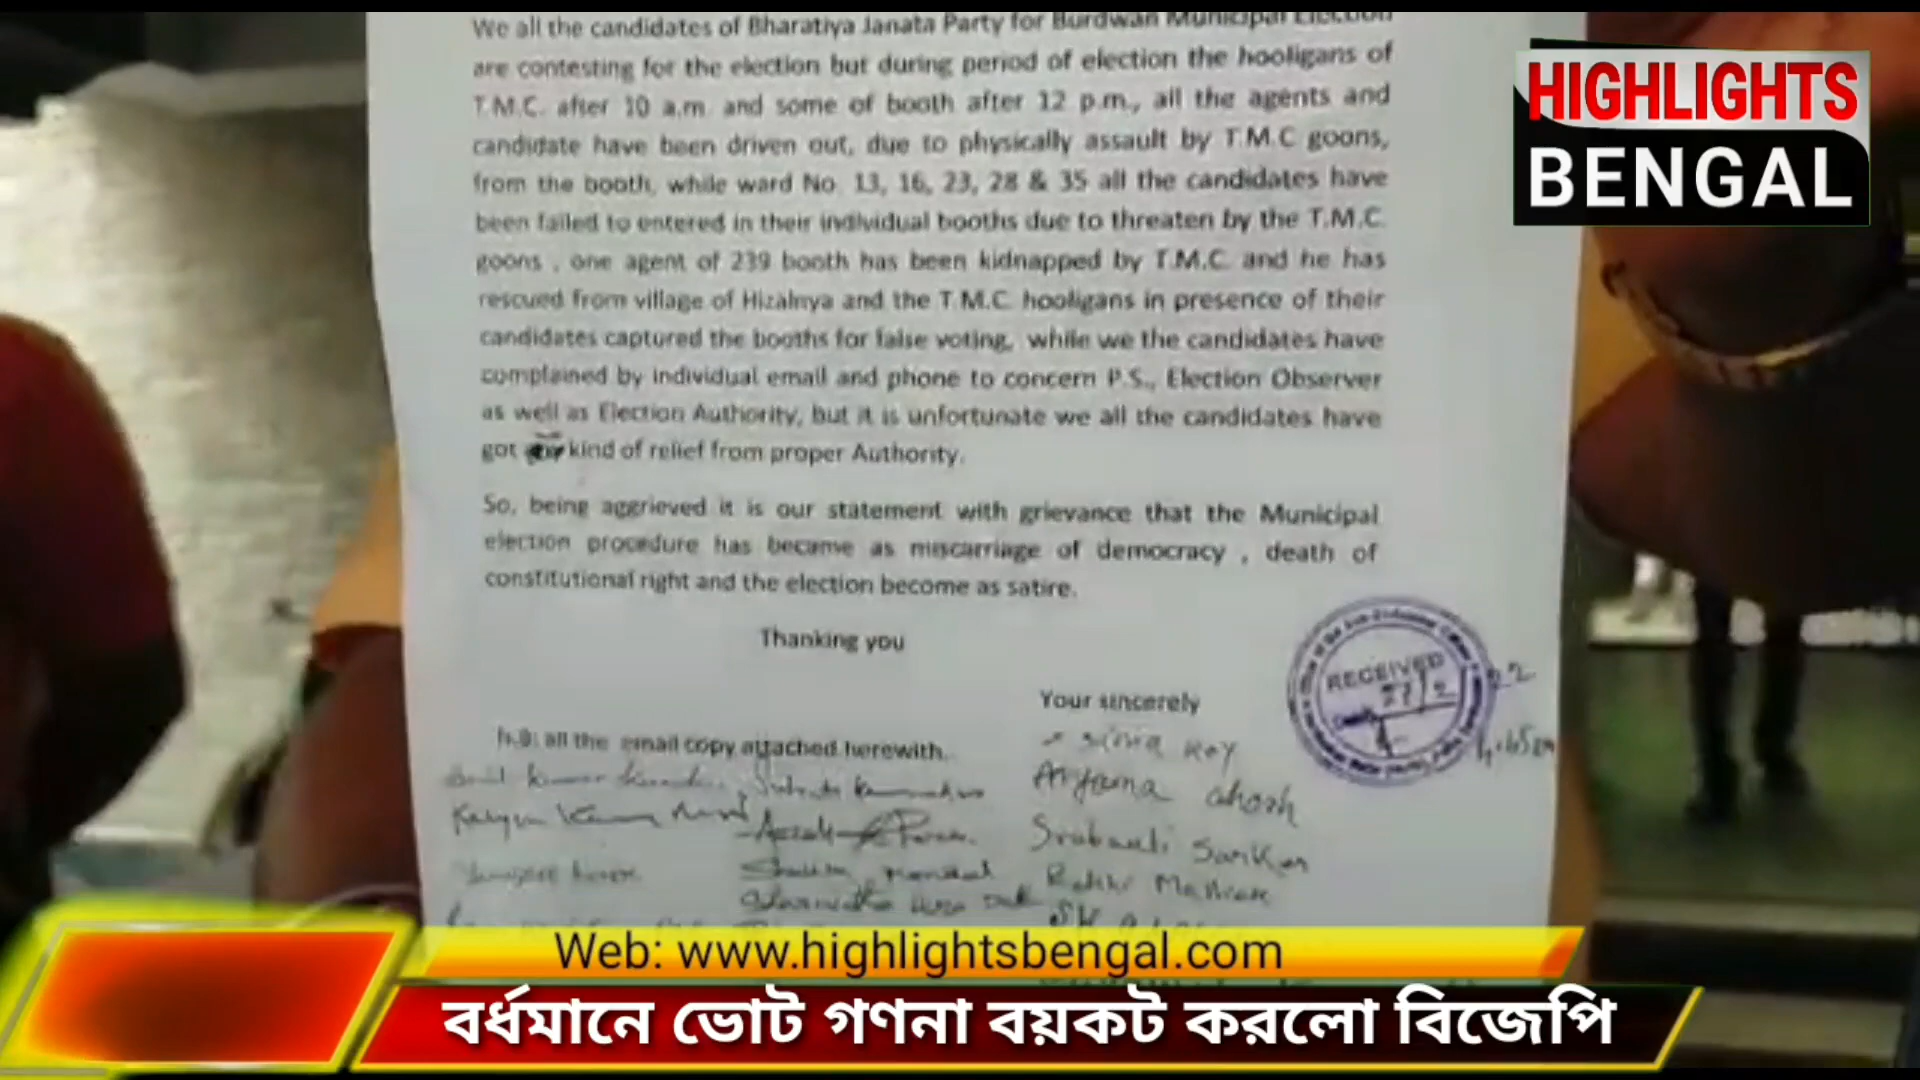 We all the candidates of Bharatiya Janata Party for Burdwan Municipal Election
HIGHLIGHTS
BENGAL
are contesting for the election but during period of election the hooligans of
T.M.C. after 10 a.m. and some of booth after 12 p.m., all the agents and
candidate have been driven out, due to physically assault by T.M.C goons,
from the booth, while ward No. 13, 16, 23, 28 & 35 all the candidates have
been failed to entered in their individual booths due to threaten by the T.M.C.
goons , one agent of 239 booth has been kidnapped by T.M.C. and he has
rescued from village of and the T.M.C. hooligans in presence of their
candidates captured the booths for false voting, while we the candidates have
complained by individual email and phone to concern P.S., Election Observer
as well as Election Authority, but it is unfortunate we all the candidates have
got kind of relief from proper Authority.
So, being aggrieved it is our statement with grievance that the Municipal
election procedure has became as miscarriage of democracy , death of
constitutional right and the election become as satire.
Thanking you
RECEIVED
27/2
22
Your sincerely
all the email copy attached herewith.
Roy
Ghosh
Srabanti Sarkar
Web: www.highlightsbengal.com
বর্ধমানে ভোট গণনা বয়কট করলো বিজেপি